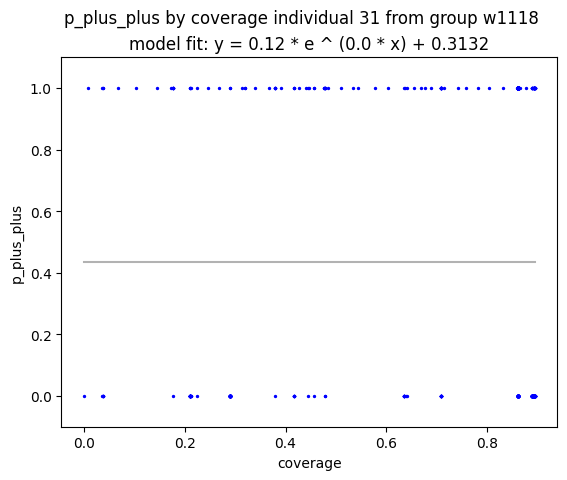 p_plus_plus by coverage individual 31 from group w1118
model fit: y = 0.12 * e ^ (0.0 * x) + 0.3132
1.0
0.8
0.6
p_plus_plus
0.4
0.2
0.0
0.0 0.2 0.4 0.6 0.8
coverage